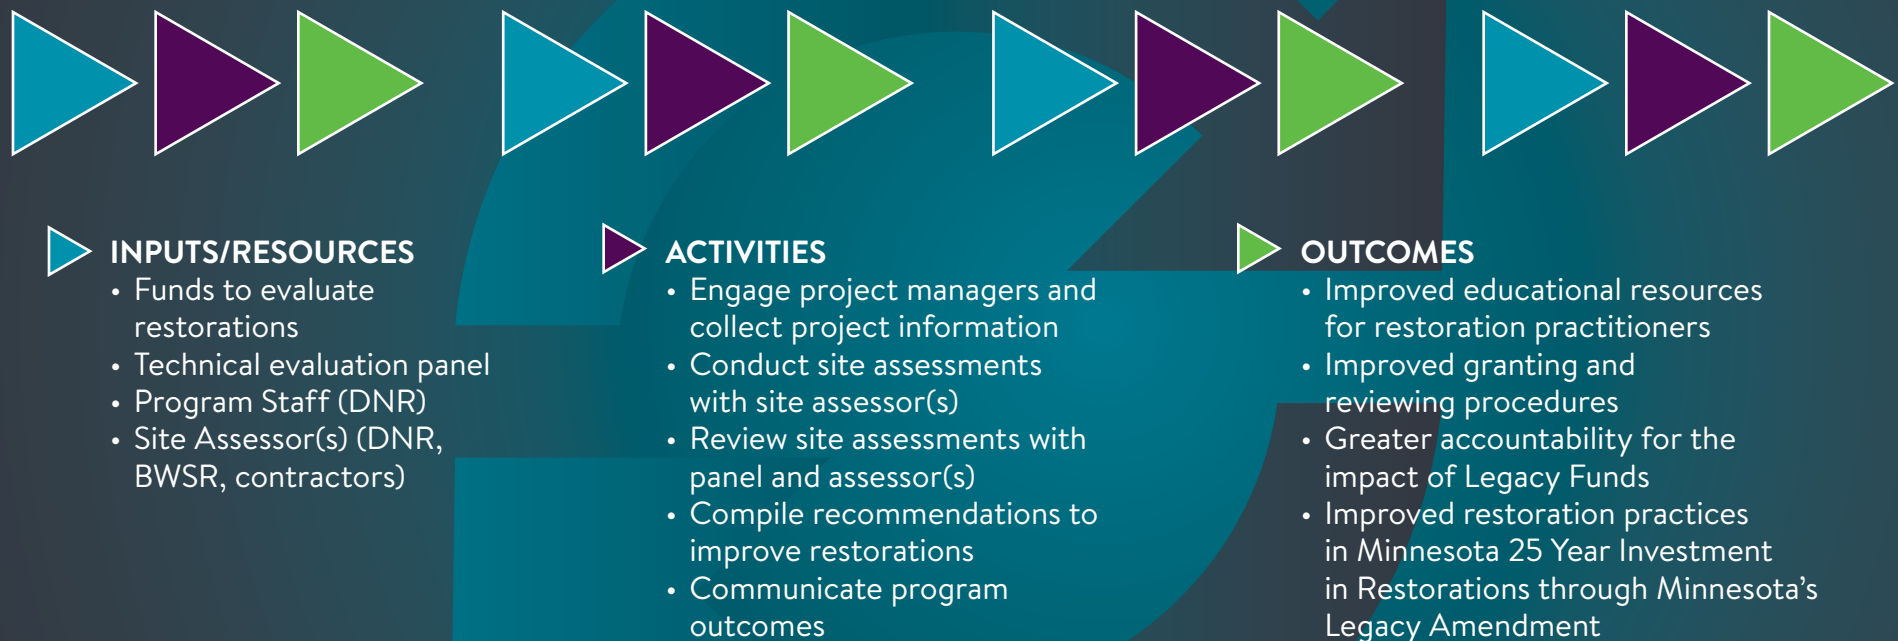 INPUTS/RESOURCES
• Funds to evaluate
restorations
• Technical evaluation panel
• Program Staff (DNR)
• Site Assessor(s) (DNR,
BWSR, contractors)
ACTIVITIES
• Engage project managers and
collect project information
• Conduct site assessments
with site assessor(s)
• Review site assessments with
panel and assessor(s)
• Compile recommendations to
improve restorations
• Communicate program
outcomes
OUTCOMES
• Improved educational resources
for restoration practitioners
• Improved granting and
reviewing procedures
• Greater accountability for the
impact of Legacy Funds
• Improved restoration practices
in Minnesota 25 Year Investment
in Restorations through Minnesota’s
Legacy Amendment